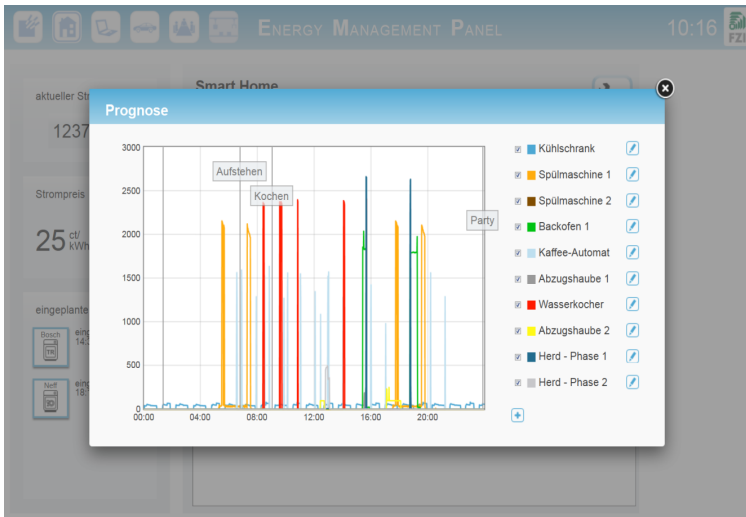 ENERGY MANAGEMENT PANEL
10:16
FZI
Smart Home
aktueller Str
1237
Strompreis
25 ct/
kWh
eingeplante
Bosch
TR
Neff
Prognose
3000
2500
2000
1500
1000
500
0
00:00
04:00
08:00
12:00
16:00
20:00
Aufstehen
Kochen
Party
Kühlschrank
Spülmaschine 1
Spülmaschine 2
Backofen 1
Kaffee-Automat
Abzugshaube 1
Wasserkocher
Abzugshaube 2
Herd - Phase 1
Herd - Phase 2